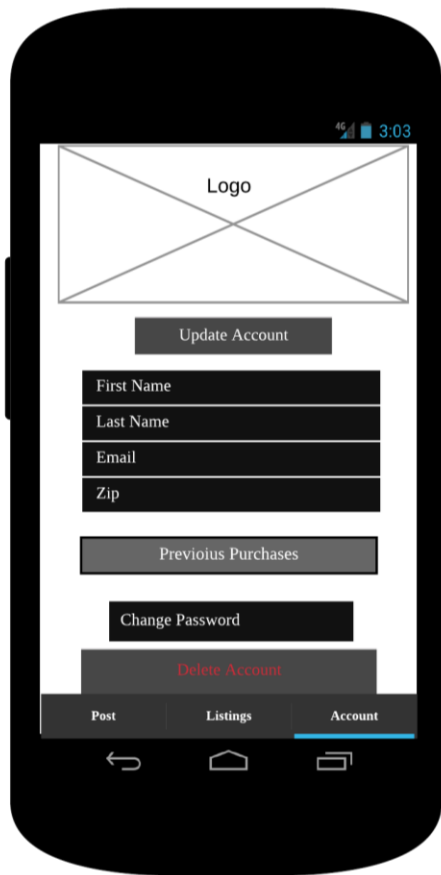 4G 3:03
Logo
Update Account
First Name
Last Name
Email
Zip
Previoius Purchases
Change Password
Delete Account
Post Listings Account